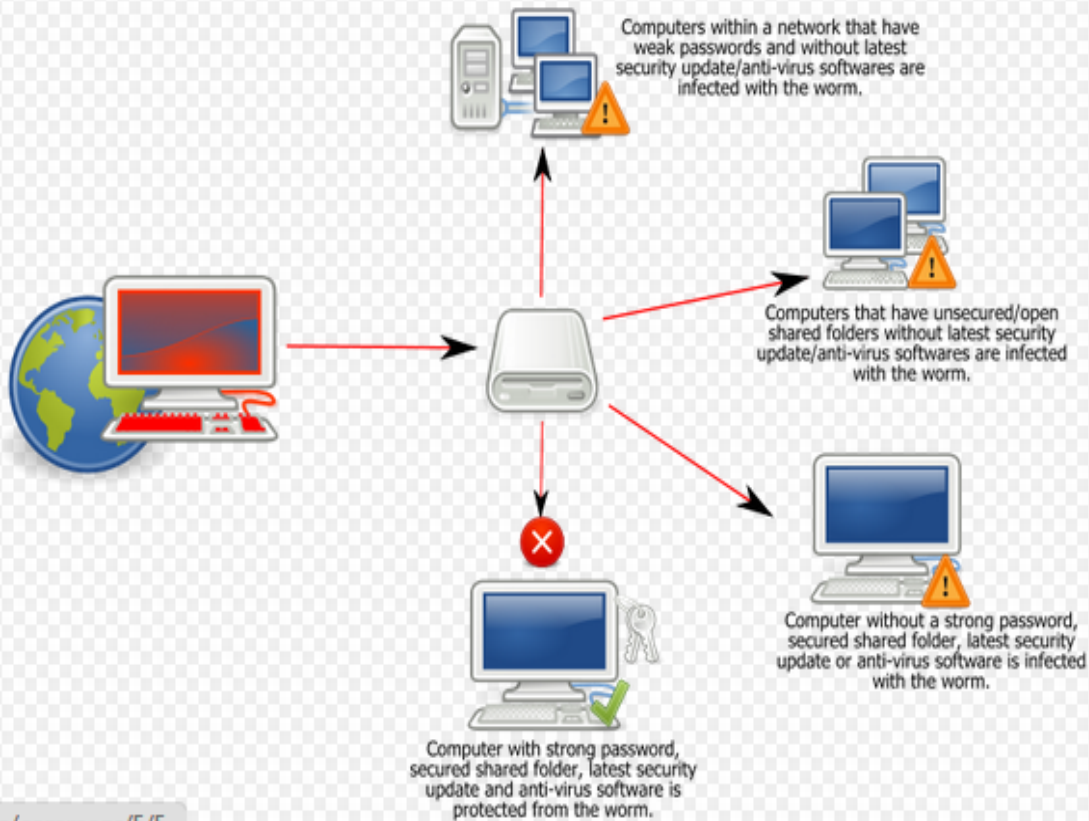 Computers within a network that have
weak passwords and without latest
security update/anti-virus softwares are
infected with the worm.
Computers that have unsecured/open
shared folders without latest security
update/anti-virus softwares are infected
with the worm.
Computer without a strong password,
secured shared folder, latest security
update or anti-virus software is infected
with the worm.
Computer with strong password,
secured shared folder, latest security
update and anti-virus software is
protected from the worm.